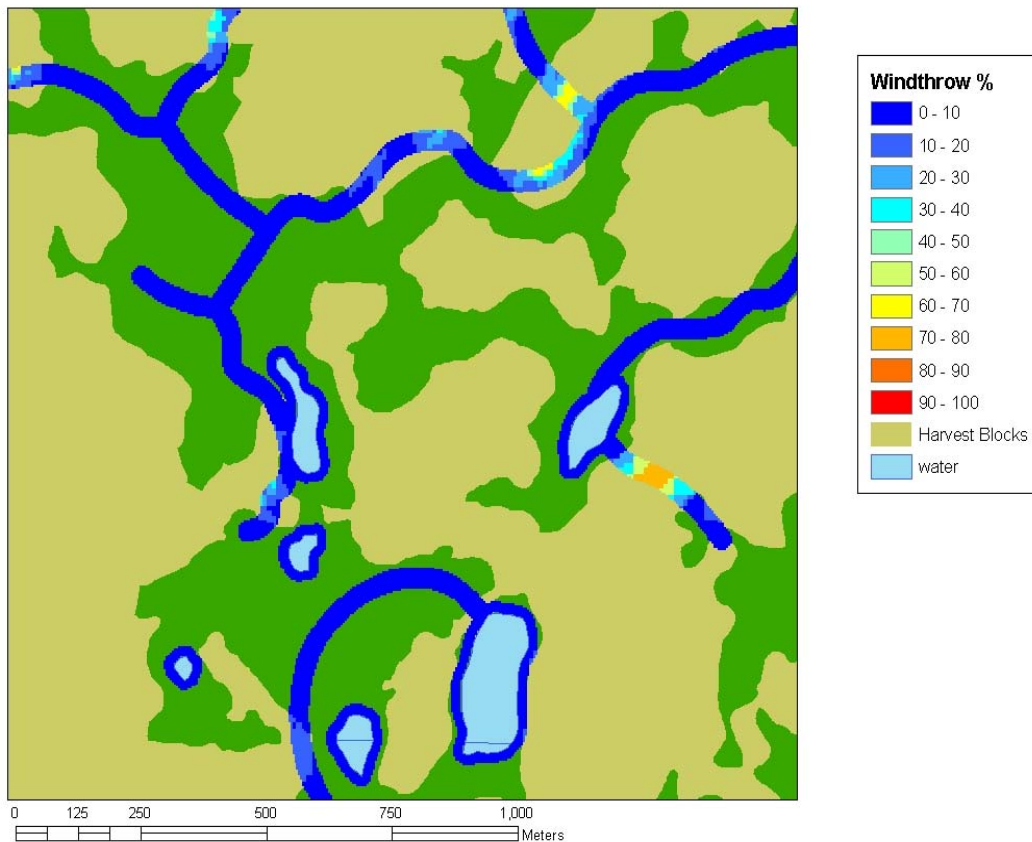 Windthrow %
0 - 10
10 - 20
20 - 30
30 - 40
40 - 50
50 - 60
60 - 70
70 - 80
80 - 90
90 - 100
Harvest Blocks
water
0 125 250 500 750 1,000
Meters